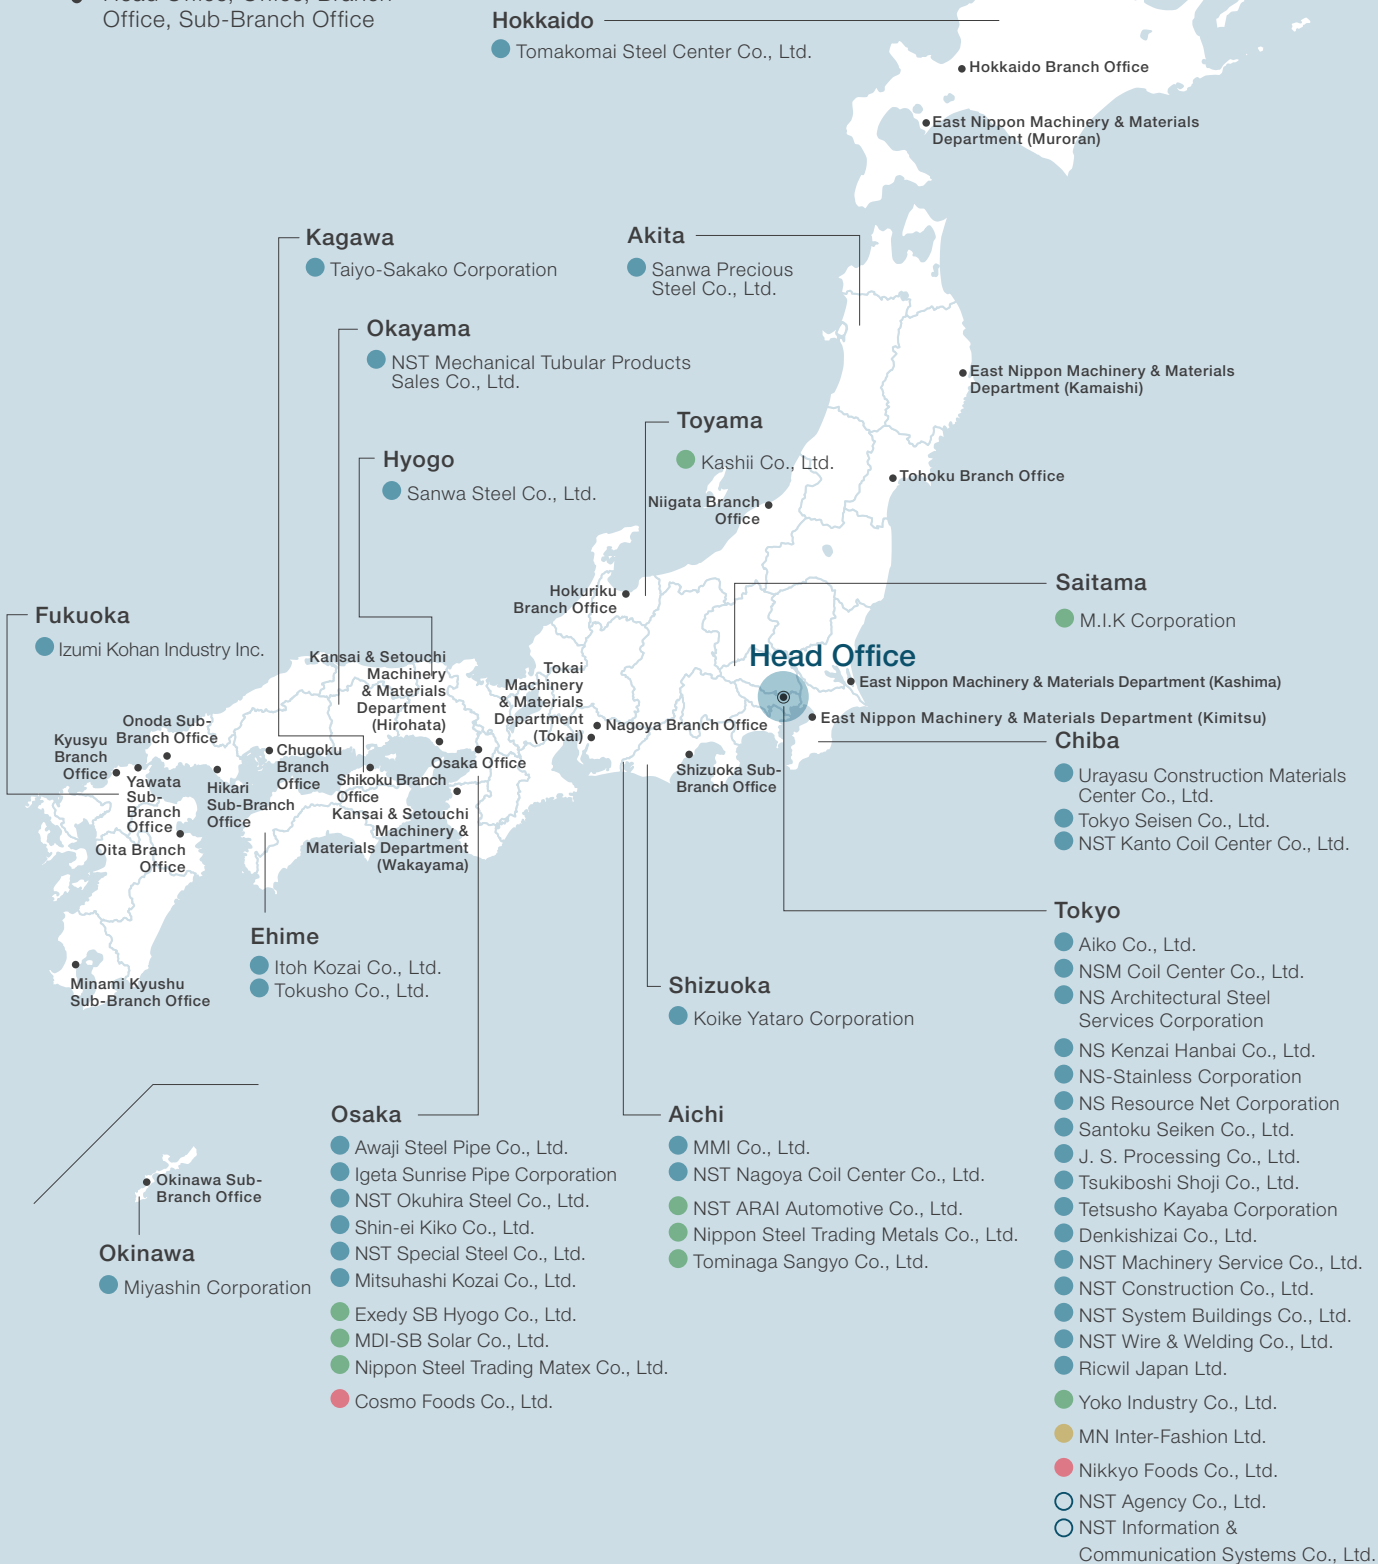 Office, Sub-Branch Office
Hokkaido
Tomakomai Steel Center Co., Ltd.
Hokkaido Branch Office
East Nippon Machinery & Materials
Department (Muroran)
Kagawa
Taiyo-Sakako Corporation
Akita
Sanwa Precious
Steel Co., Ltd.
Okayama
NST Mechanical Tubular Products
Sales Co., Ltd.
East Nippon Machinery & Materials
Department (Kamaishi)
Toyama
Kashii Co., Ltd.
Hyogo
Sanwa Steel Co., Ltd.
Tohoku Branch Office
Niigata Branch
Office
Hokuriku
Branch Office
Saitama
M.I.K Corporation
Fukuoka
Izumi Kohan Industry Inc.
Head Office
Kansai & Setouchi
Machinery
& Materials
Department
(Hirohata)
Tokai
Machinery
& Materials
Department
(Tokai)
East Nippon Machinery & Materials Department (Kashima)
East Nippon Machinery & Materials Department (Kimitsu)
Nagoya Branch Office
Onoda Sub-
Branch Office
Kyusyu
Branch
Office
Chugoku
Branch
Office
Osaka Office
Shizuoka Sub-
Branch Office
Yawata
Sub-
Branch
Office
Hikari
Sub-Branch
Office
Shikoku Branch
Office
Kansai & Setouchi
Machinery &
Materials Department
(Wakayama)
Oita Branch
Office
Chiba
Urayasu Construction Materials
Center Co., Ltd.
Tokyo Seisen Co., Ltd.
NST Kanto Coil Center Co., Ltd.
Ehime
Itoh Kozai Co., Ltd.
Tokusho Co., Ltd.
Minami Kyushu
Sub-Branch Office
Shizuoka
Koike Yataro Corporation
Tokyo
Aiko Co., Ltd.
NSM Coil Center Co., Ltd.
NS Architectural Steel
Services Corporation
NS Kenzai Hanbai Co., Ltd.
NS-Stainless Corporation
NS Resource Net Corporation
Santoku Seiken Co., Ltd.
J. S. Processing Co., Ltd.
Tsukiboshi Shoji Co., Ltd.
Tetsusho Kayaba Corporation
Denkishizai Co., Ltd.
NST Machinery Service Co., Ltd.
NST Construction Co., Ltd.
NST System Buildings Co., Ltd.
NST Wire & Welding Co., Ltd.
Ricwil Japan Ltd.
Yoko Industry Co., Ltd.
MN Inter-Fashion Ltd.
Nikkyo Foods Co., Ltd.
NST Agency Co., Ltd.
NST Information &
Communication Systems Co., Ltd.
Osaka
Awaji Steel Pipe Co., Ltd.
Igeta Sunrise Pipe Corporation
NST Okuhira Steel Co., Ltd.
Shin-ei Kiko Co., Ltd.
NST Special Steel Co., Ltd.
Mitsuhashi Kozai Co., Ltd.
Exedy SB Hyogo Co., Ltd.
MDI-SB Solar Co., Ltd.
Nippon Steel Trading Matex Co., Ltd.
Cosmo Foods Co., Ltd.
Aichi
MMI Co., Ltd.
NST Nagoya Coil Center Co., Ltd.
NST ARAI Automotive Co., Ltd.
Nippon Steel Trading Metals Co., Ltd.
Tominaga Sangyo Co., Ltd.
Okinawa Sub-
Branch Office
Okinawa
Miyashin Corporation